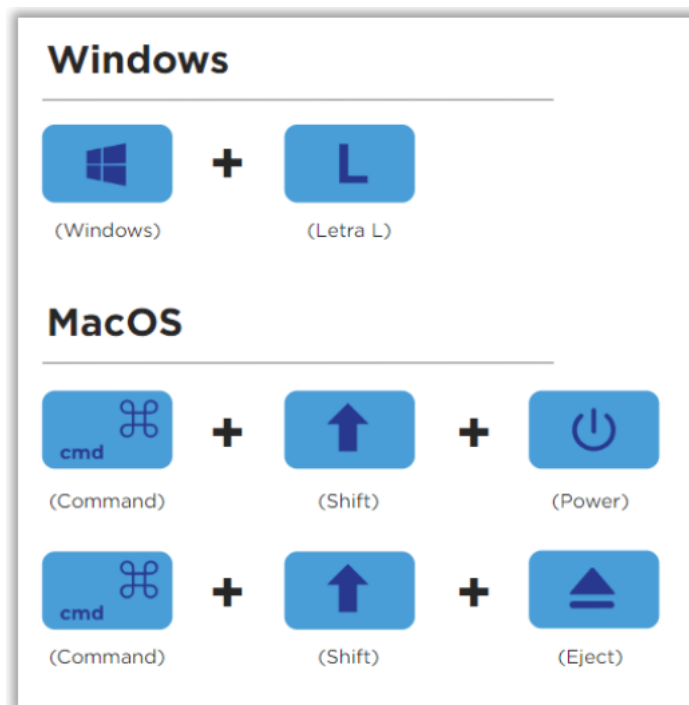 Windows
+ L
(Windows) (Letra L)
MacOS
cmd ⌘ + + 
(Command) (Shift) (Power)
cmd ⌘ + + 
(Command) (Shift) (Eject)